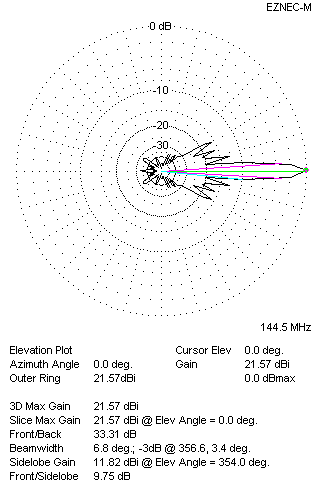 EZNEC-M
0 dB
10
20
30
144.5 MHz
Elevation Plot Cursor Elev 0.0 deg.
Azimuth Angle 0.0 deg. Gain 21.57 dBi
Outer Ring 21.57dBi 0.0 dBmax
3D Max Gain 21.57 dBi
Slice Max Gain 21.57 dBi @ Elev Angle = 0.0 deg.
Front/Back 33.31 dB
Beamwidth 6.8 deg.; -3dB @ 356.6, 3.4 deg.
Sidelobe Gain 11.82 dBi @ Elev Angle = 354.0 deg.
Front/Sidelobe 9.75 dB